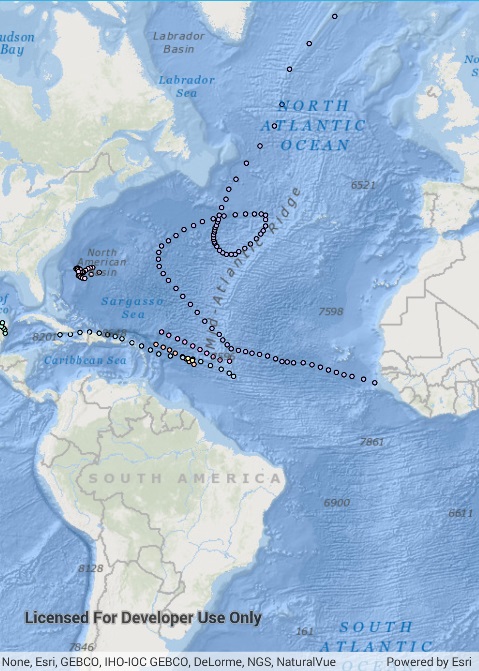 udson
Bay
Labrador
Basin
Labrador
Sea
No
S
NORTH
ATLANTIC
OCEAN
6521
Mid-Atlantic Ridge
North
American
Basin
of
co
Sargasso
Sea
7598
8201
Caribbean Sea
7861
SOUTH AMERICA
6900
6611
8128
Licensed For Developer Use Only
161
SOUTH
ATLANTIC
7846
None, Esri, GEBCO, IHO-IOC GEBCO, DeLorme, NGS, NaturalVue
Powered by Esri